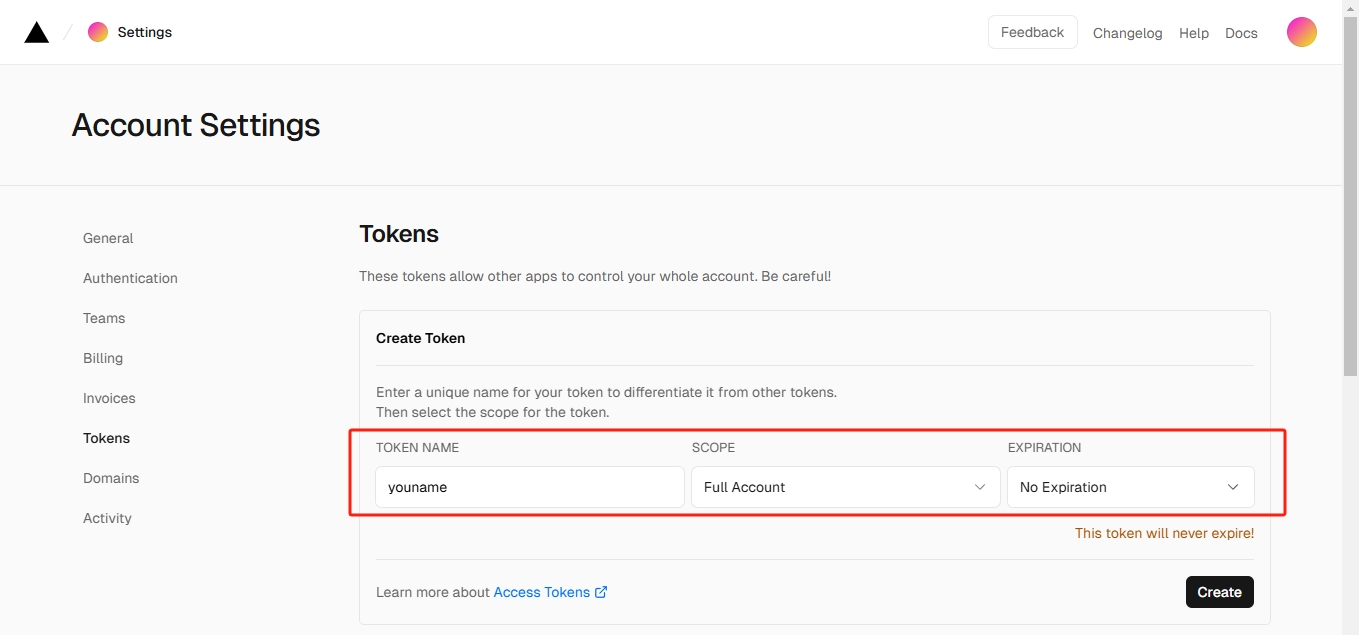 Settings
Feedback
Changelog
Help
Docs
Account Settings
General
Authentication
Teams
Billing
Invoices
Tokens
Domains
Activity
Tokens
These tokens allow other apps to control your whole account. Be careful!
Create Token
Enter a unique name for your token to differentiate it from other tokens.
Then select the scope for the token.
TOKEN NAME
SCOPE
EXPIRATION
youname
Full Account
No Expiration
This token will never expire!
Learn more about Access Tokens
Create